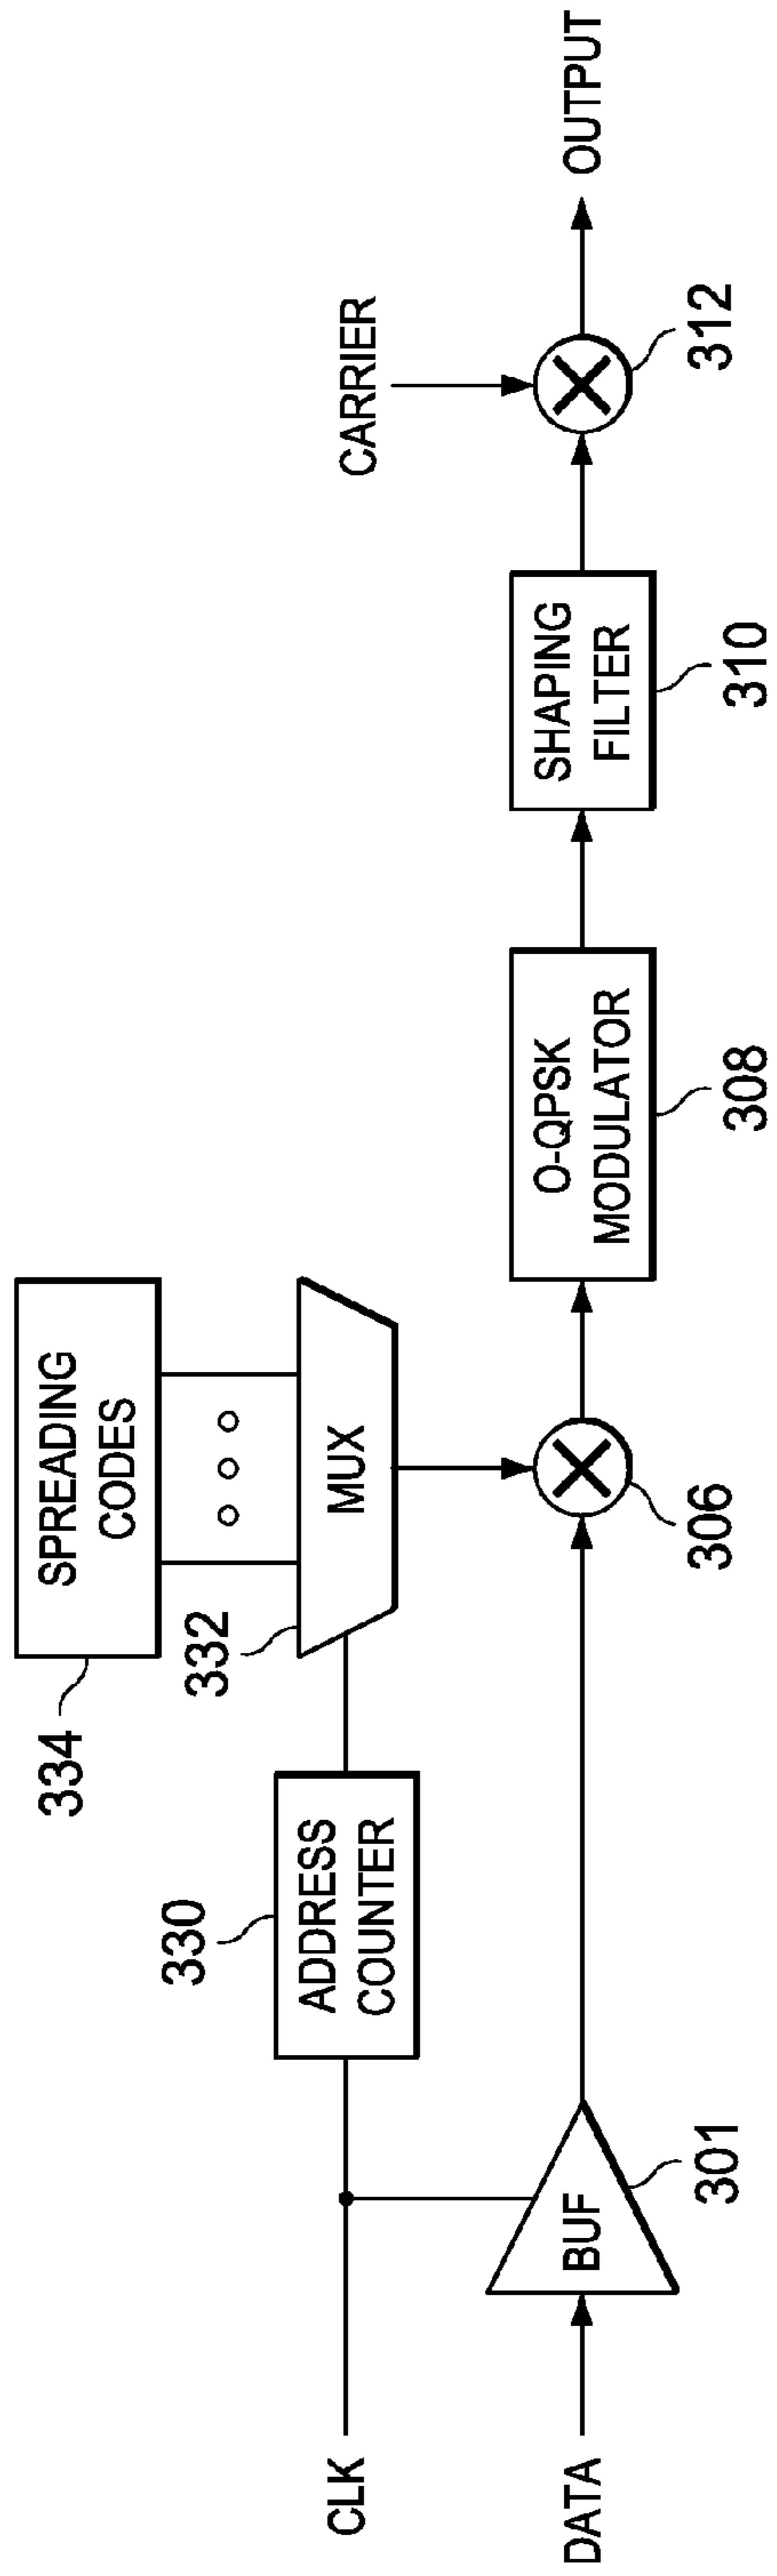 334
SPREADING
CODES
332
MUX
330
ADDRESS
COUNTER
CLK
DATA
BUF
301
306
O-QPSK
MODULATOR
308
SHAPING
FILTER
310
CARRIER
312
OUTPUT